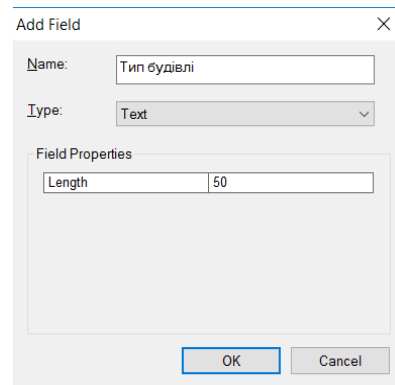 Add Field
Name: Тип будівлі
Type: Text
Field Properties
Length 50
OK Cancel